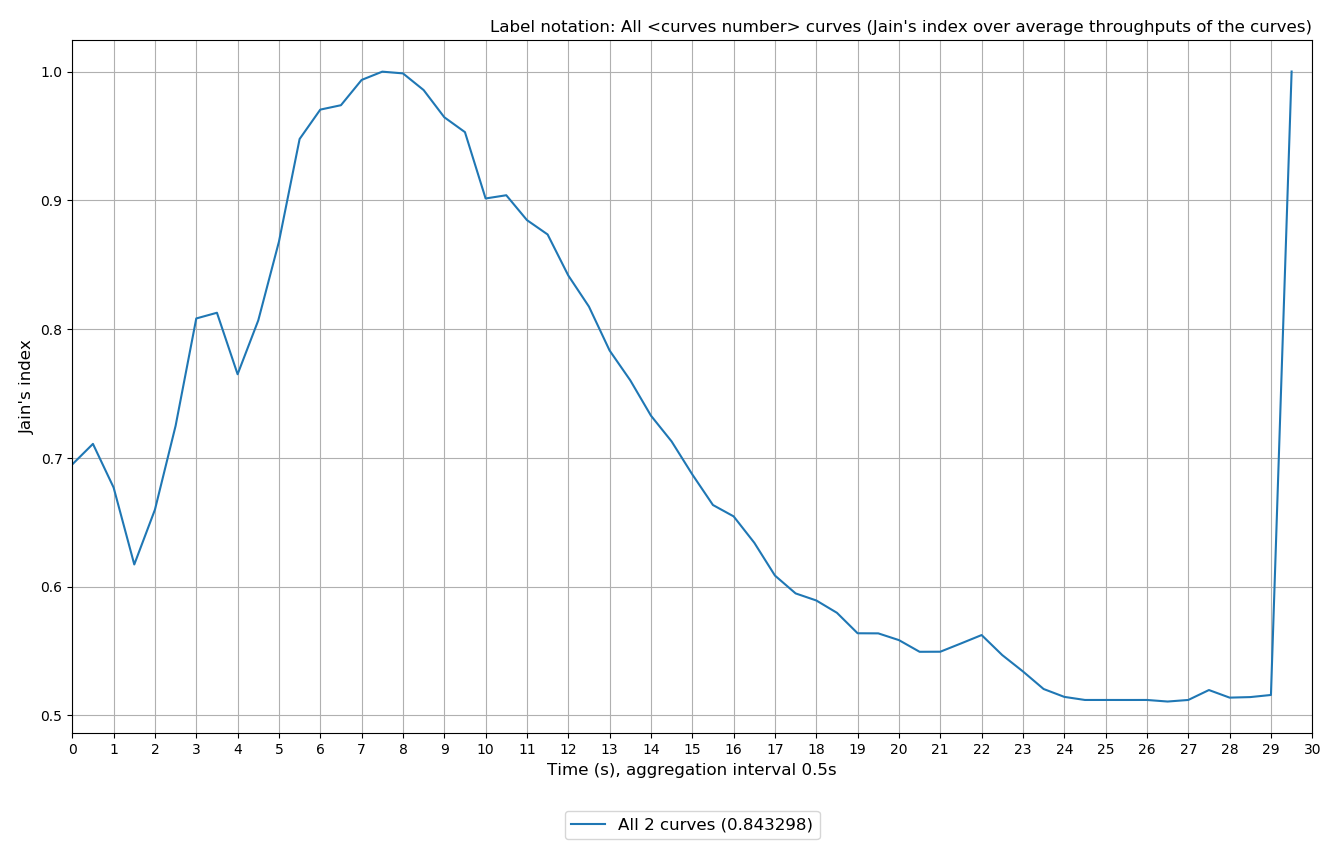 Label notation: All <curves number> curves (Jain's index over average throughputs of the curves)
1.0
0.9
0.8
0.7
0.6
0.5
Jain's index
0 1 2 3 4 5 6 7 8 9 10 11 12 13 14 15 16 17 18 19 20 21 22 23 24 25 26 27 28 29 30
Time (s), aggregation interval 0.5s
All 2 curves (0.843298)